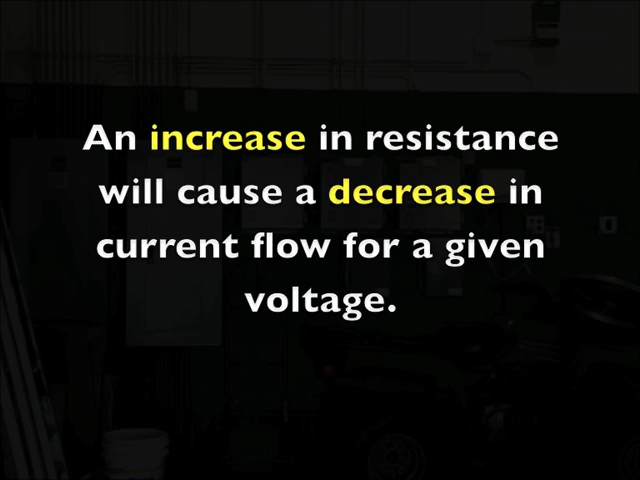 An increase in resistance
will cause a decrease in
current flow for a given
voltage.